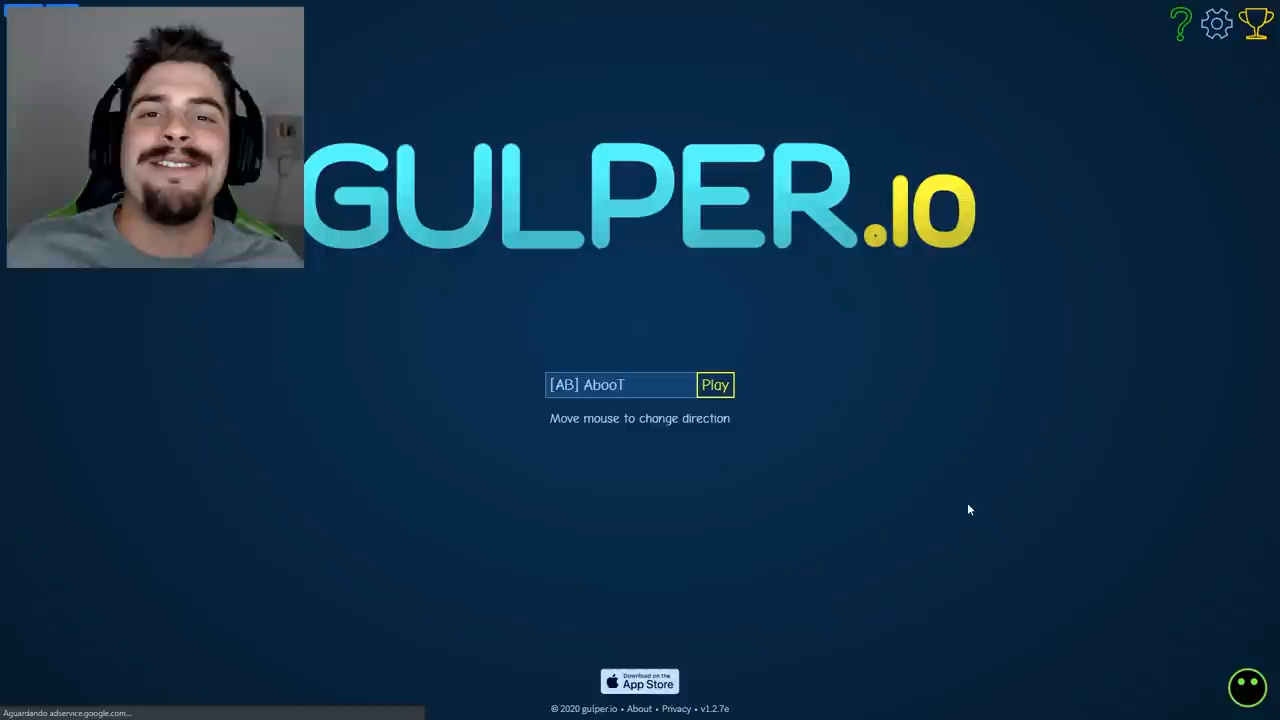 GULPER.IO
[AB] AbooT
Play
Move mouse to change direction
Download on the
App Store
© 2020 gulper.io • About • Privacy • v1.2.7e
Aguardando adservice.google.com...